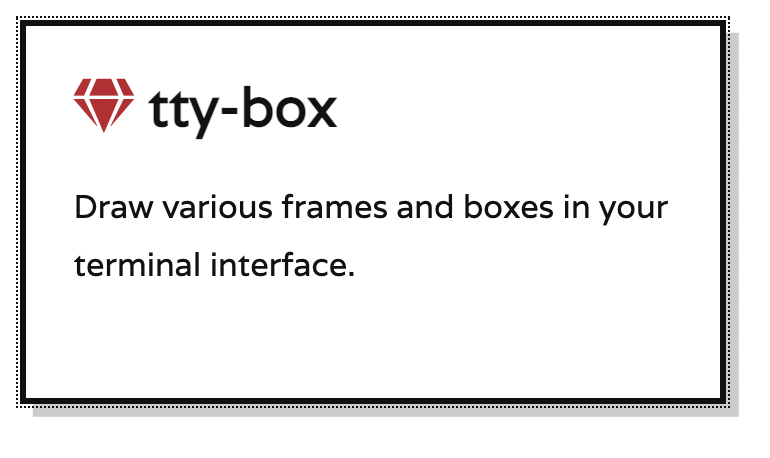 tty-box
Draw various frames and boxes in your
terminal interface.